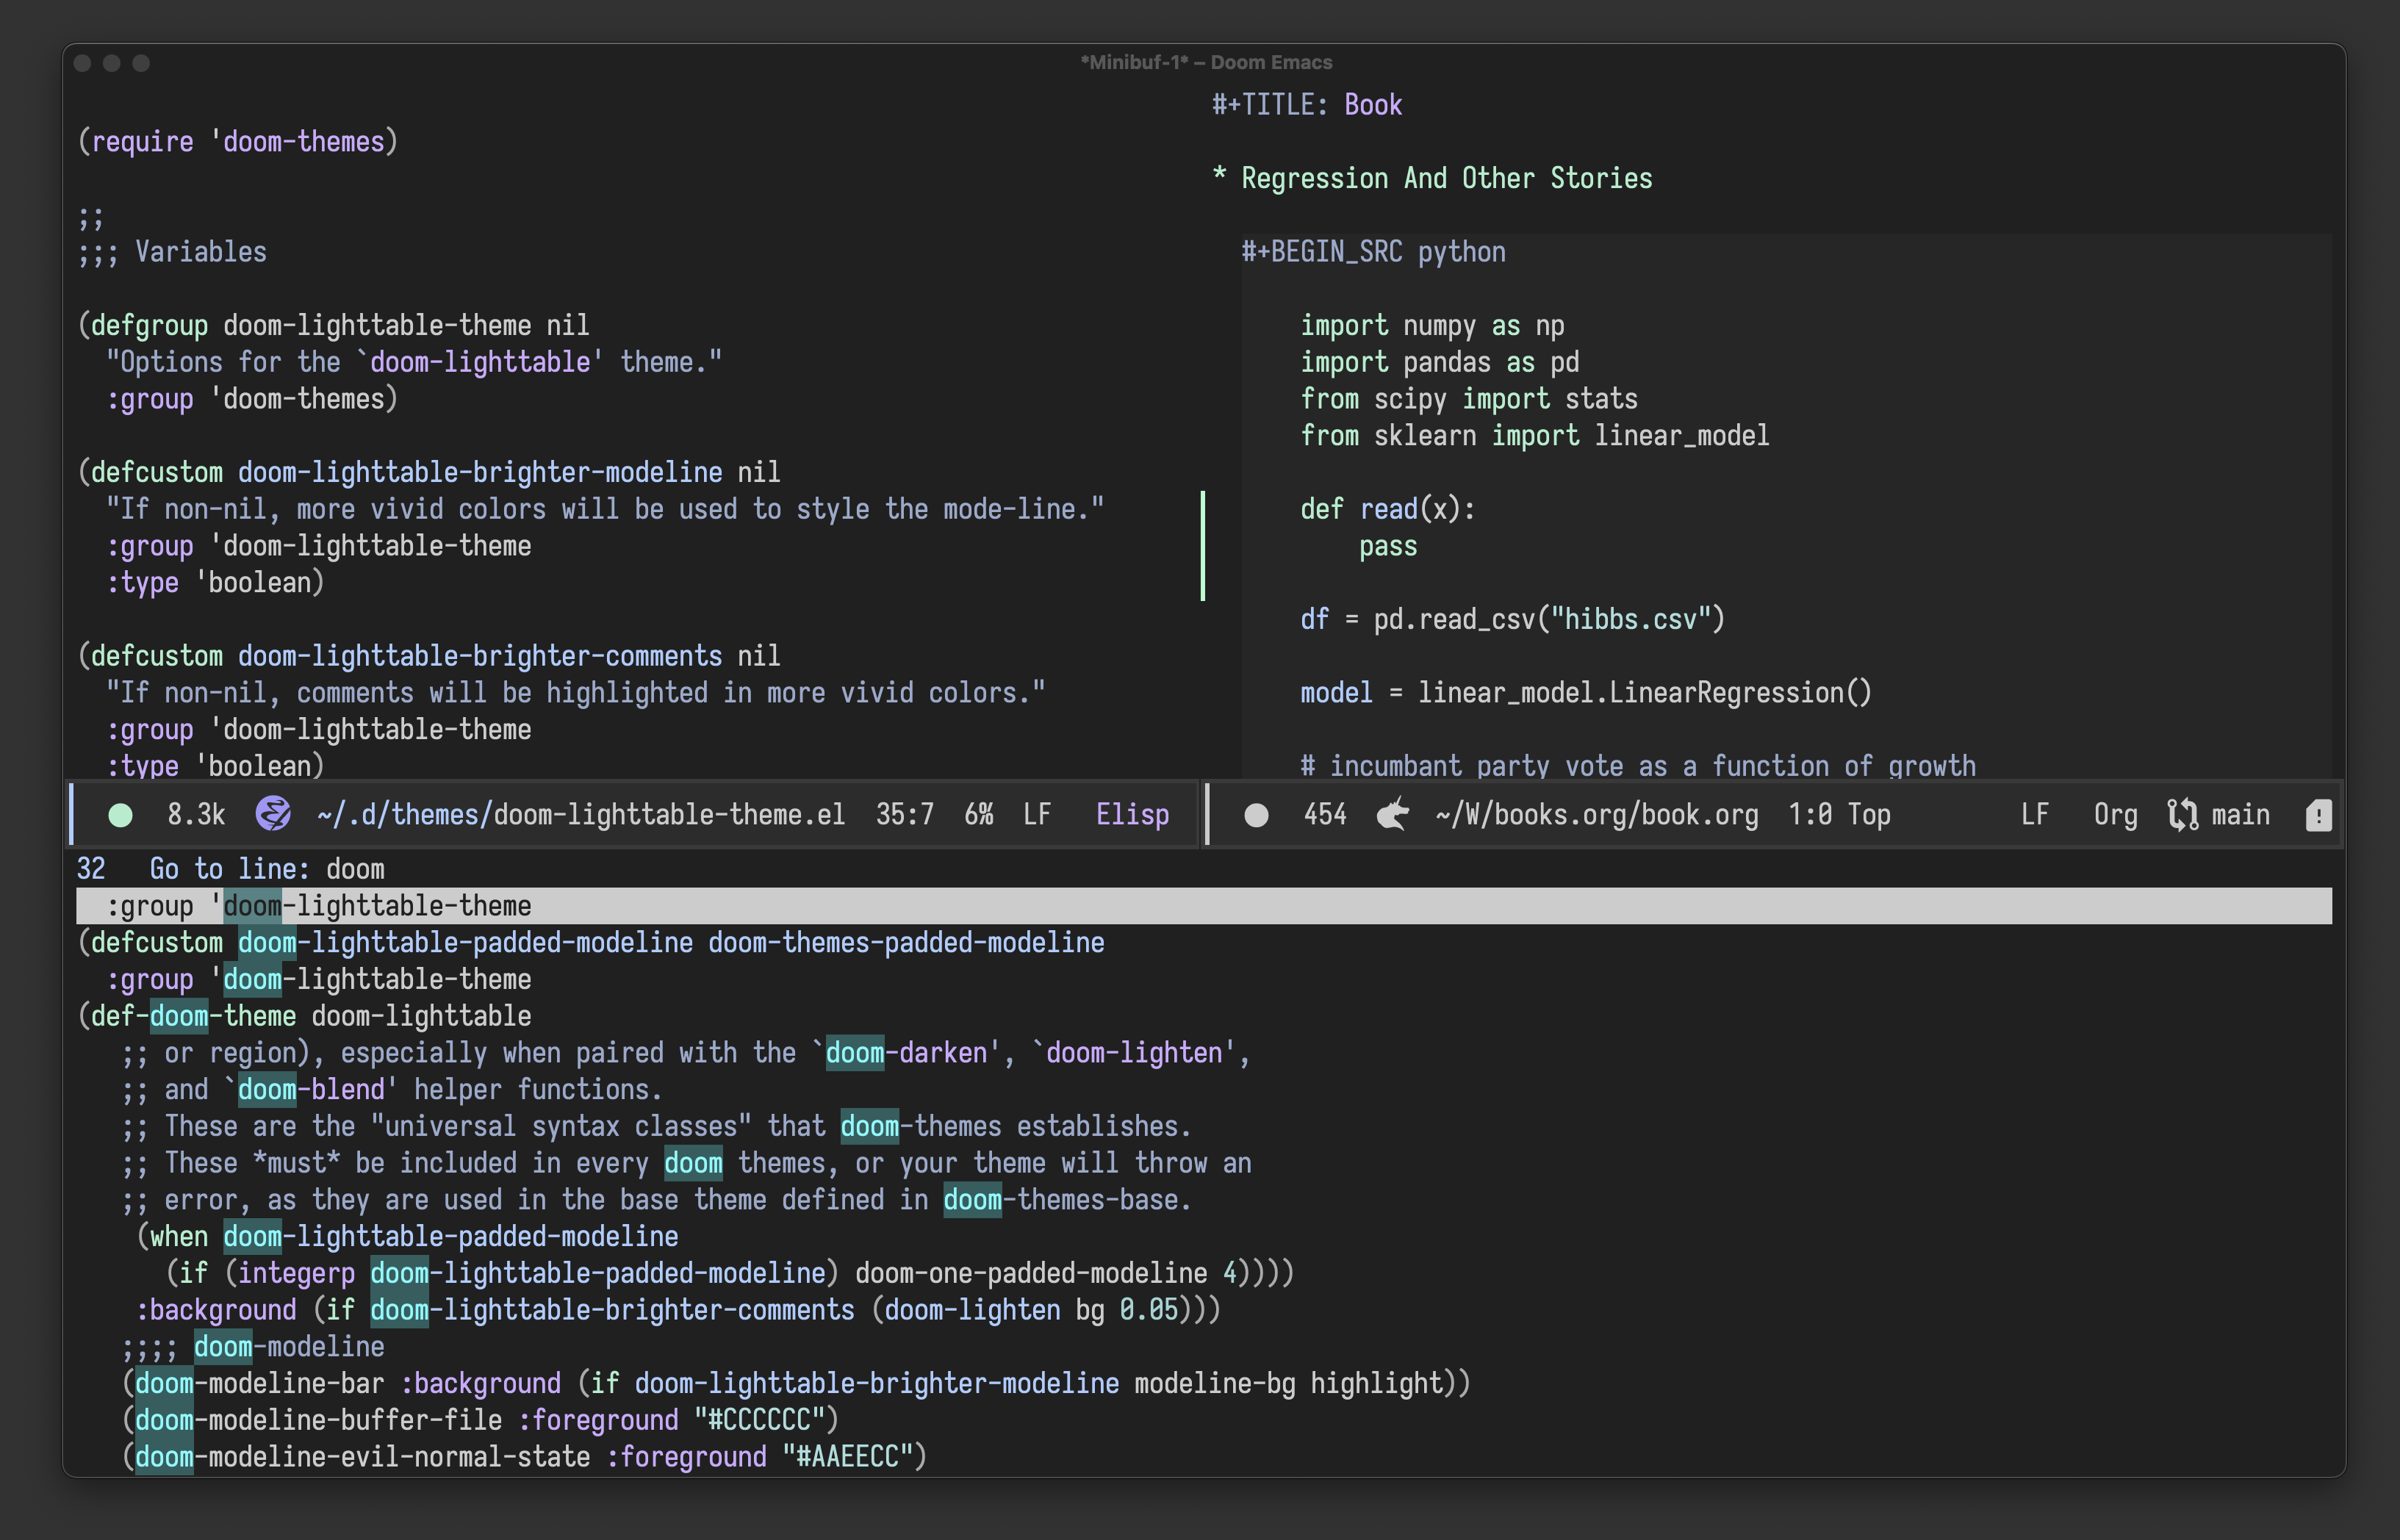 *Minibuf-1* – Doom Emacs
(require 'doom-themes)
;;
;;; Variables
(defgroup doom-lighttable-theme nil
  "Options for the `doom-lighttable' theme."
  :group 'doom-themes)
(defcustom doom-lighttable-brighter-modeline nil
  "If non-nil, more vivid colors will be used to style the mode-line."
  :group 'doom-lighttable-theme
  :type 'boolean)
(defcustom doom-lighttable-brighter-comments nil
  "If non-nil, comments will be highlighted in more vivid colors."
  :group 'doom-lighttable-theme
  :type 'boolean)
8.3k ~/.d/themes/doom-lighttable-theme.el 35:7 6% LF Elisp
#+TITLE: Book
* Regression And Other Stories
#+BEGIN_SRC python
    import numpy as np
    import pandas as pd
    from scipy import stats
    from sklearn import linear_model
    def read(x):
        pass
    df = pd.read_csv("hibbs.csv")
    model = linear_model.LinearRegression()
    # incumbant party vote as a function of growth
454 ~/W/books.org/book.org 1:0 Top LF Org main
32 Go to line: doom
  :group 'doom-lighttable-theme
(defcustom doom-lighttable-padded-modeline doom-themes-padded-modeline
  :group 'doom-lighttable-theme
(def-doom-theme doom-lighttable
   ;; or region), especially when paired with the `doom-darken', `doom-lighten',
   ;; and `doom-blend' helper functions.
   ;; These are the "universal syntax classes" that doom-themes establishes.
   ;; These *must* be included in every doom themes, or your theme will throw an
   ;; error, as they are used in the base theme defined in doom-themes-base.
    (when doom-lighttable-padded-modeline
      (if (integerp doom-lighttable-padded-modeline) doom-one-padded-modeline 4))))
    :background (if doom-lighttable-brighter-comments (doom-lighten bg 0.05)))
   ;;;; doom-modeline
   (doom-modeline-bar :background (if doom-lighttable-brighter-modeline modeline-bg highlight))
   (doom-modeline-buffer-file :foreground "#CCCCCC")
   (doom-modeline-evil-normal-state :foreground "#AAEECC")